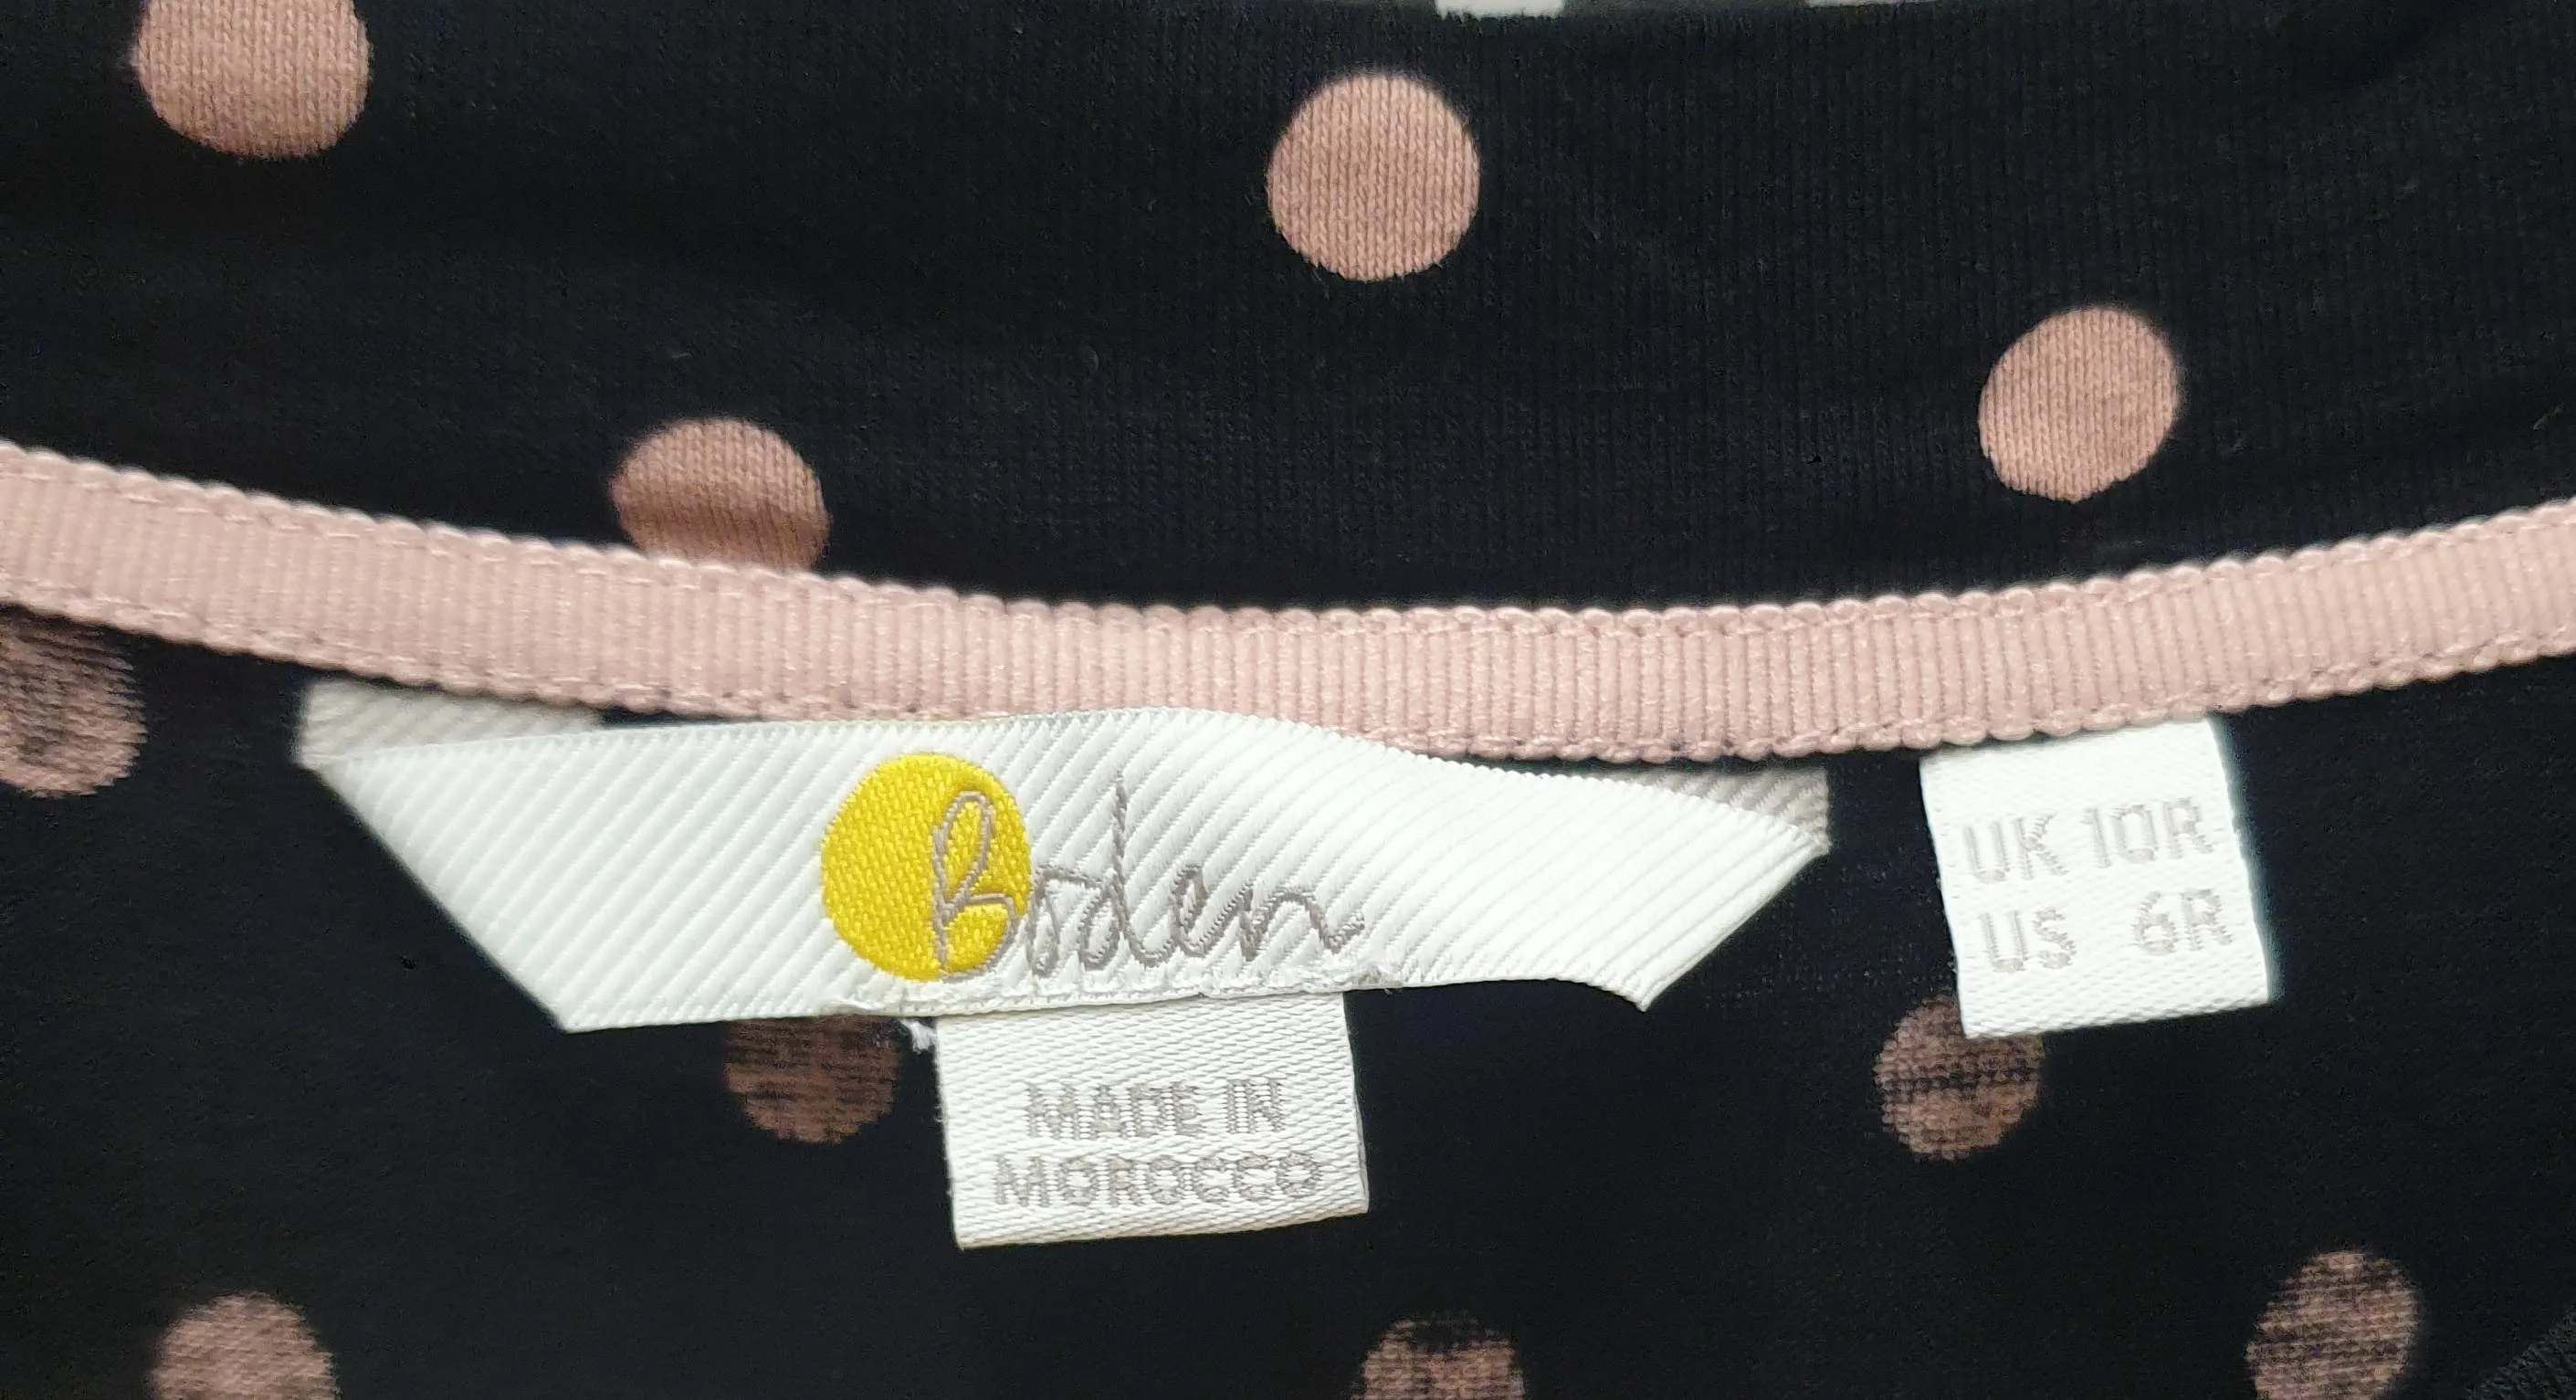 Boden
UK 10R
US 6R
MADE IN
MOROCCO